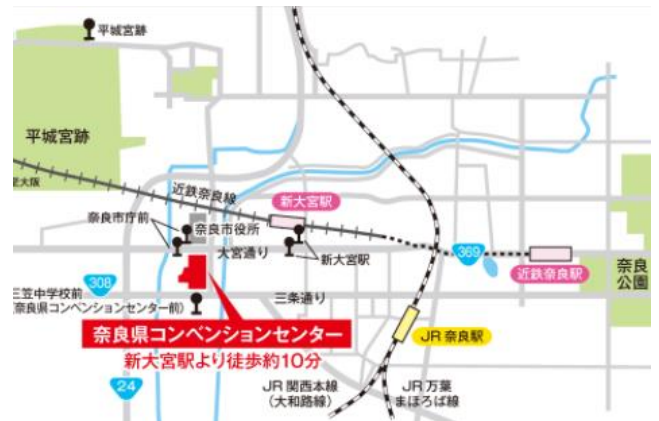 平城宮跡
平城宮跡
至大阪
近鉄奈良線
新大宮駅
奈良市庁前
奈良市役所
大宮通り
新大宮駅
369
近鉄奈良駅
奈良
公園
308
三笠中学校前
（奈良県コンベンションセンター前）
三条通り
奈良県コンベンションセンター
新大宮駅より徒歩約10分
JR 奈良駅
24
JR 関西本線
（大和路線）
JR 万葉
まほろば線